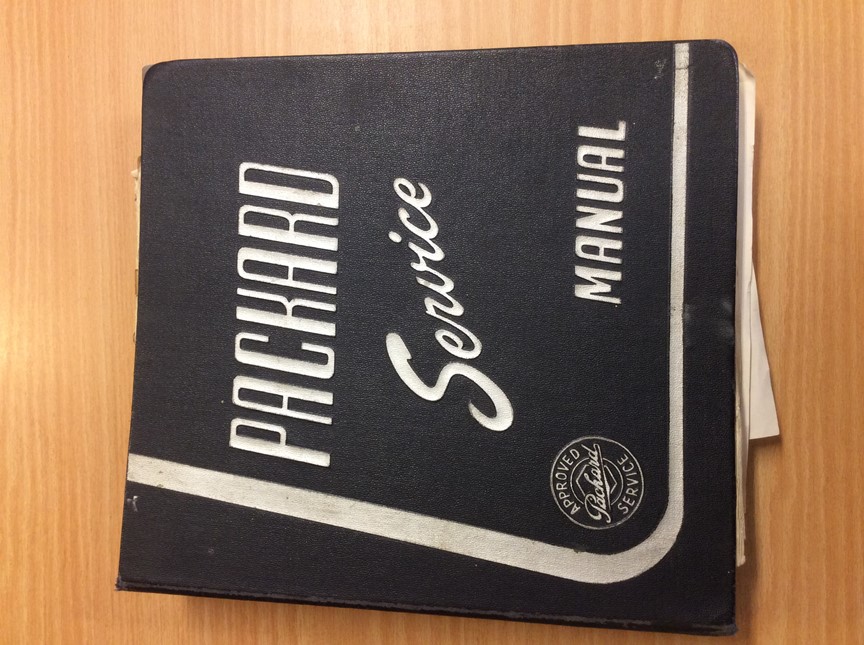 PACKARD
Service
MANUAL
APPROVED
Packard
SERVICE